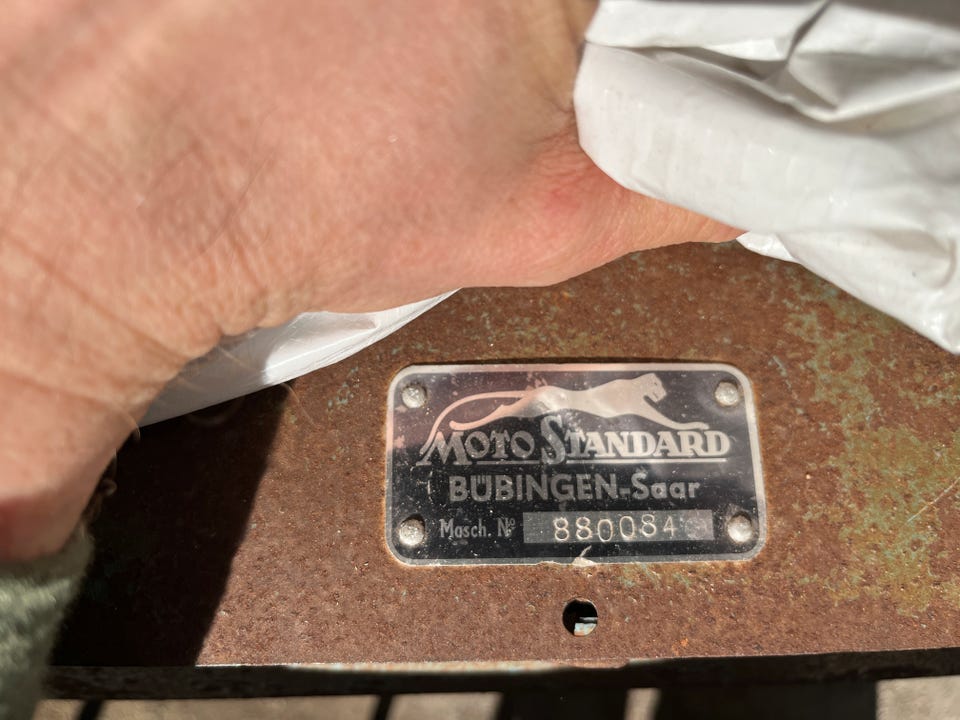 MOTO STANDARD
BÜBINGEN-Saar
Masch. Nº 880084